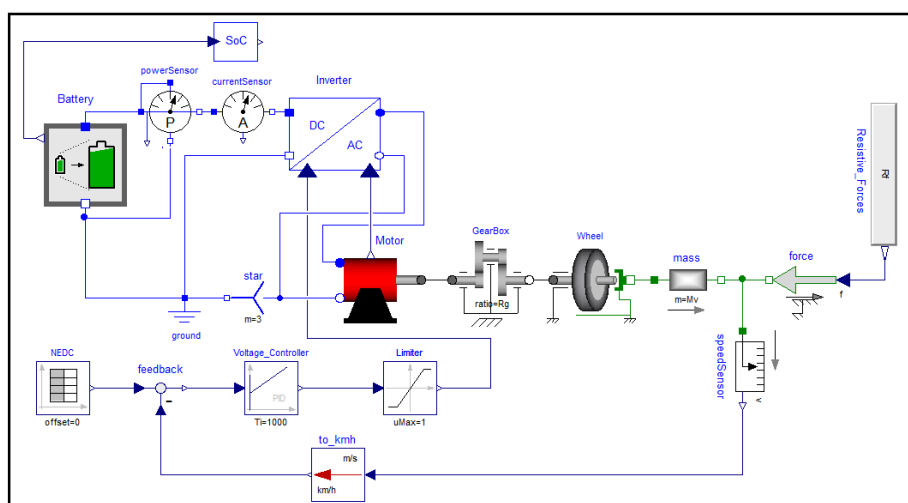 SoC
powerSensor
currentSensor
Inverter
Battery
P
A
DC
AC
Resistive_Forces
Rf
Motor
GearBox
Wheel
mass
force
star
ratio=Rg
m=Mv
f
m=3
ground
speedSensor
NEDC
feedback
Voltage_Controller
Limiter
PID
v
offset=0
Ti=1000
uMax=1
to_kmh
m/s
km/h